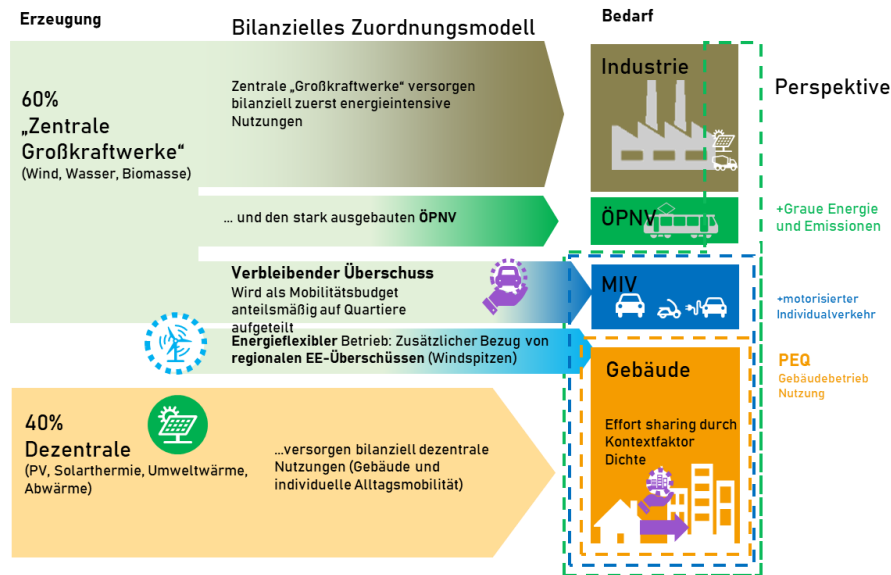 Erzeugung
Bilanzielles Zuordnungsmodell
Bedarf
Perspektive
60%
„Zentrale
Großkraftwerke“
(Wind, Wasser, Biomasse)
Zentrale „Großkraftwerke“ versorgen
bilanziell zuerst energieintensive
Nutzungen
Industrie
... und den stark ausgebauten ÖPNV
ÖPNV
+Graue Energie
und Emissionen
Verbleibender Überschuss
Wird als Mobilitätsbudget
anteilsmäßig auf Quartiere
aufgeteilt
MIV
+motorisierter
Individualverkehr
Energieflexibler Betrieb: Zusätzlicher Bezug von
regionalen EE-Überschüssen (Windspitzen)
Gebäude
PEQ
Gebäudebetrieb
Nutzung
40%
Dezentrale
(PV, Solarthermie, Umweltwärme,
Abwärme)
...versorgen bilanziell dezentrale
Nutzungen (Gebäude und
individuelle Alltagsmobilität)
Effort sharing durch
Kontextfaktor
Dichte